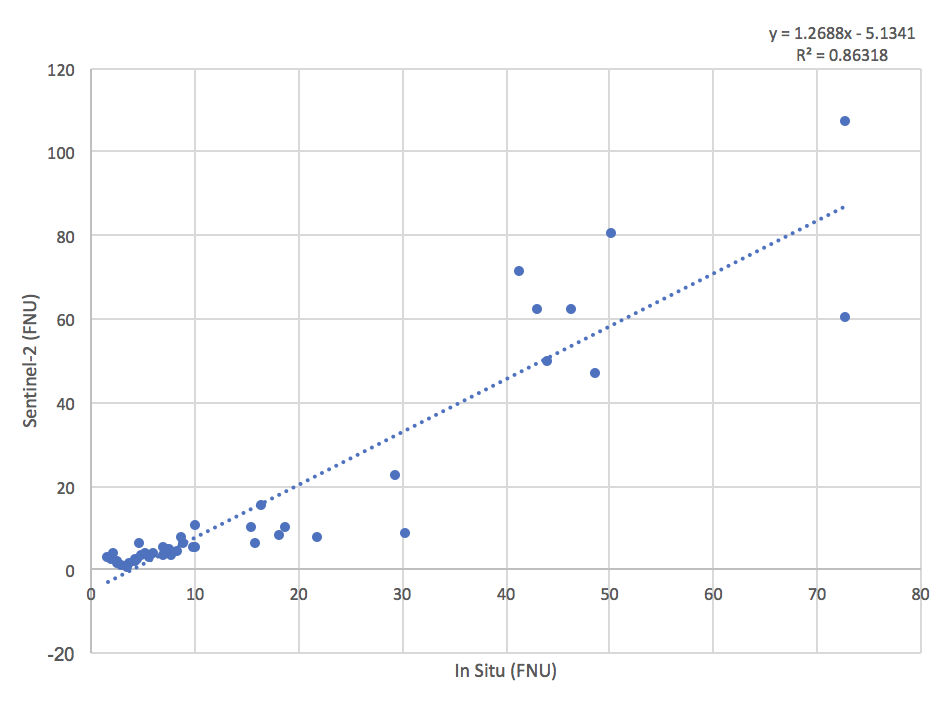 y = 1.2688x - 5.1341
R² = 0.86318
120
100
80
60
40
20
0
-20
0 10 20 30 40 50 60 70 80
Sentinel-2 (FNU)
In Situ (FNU)